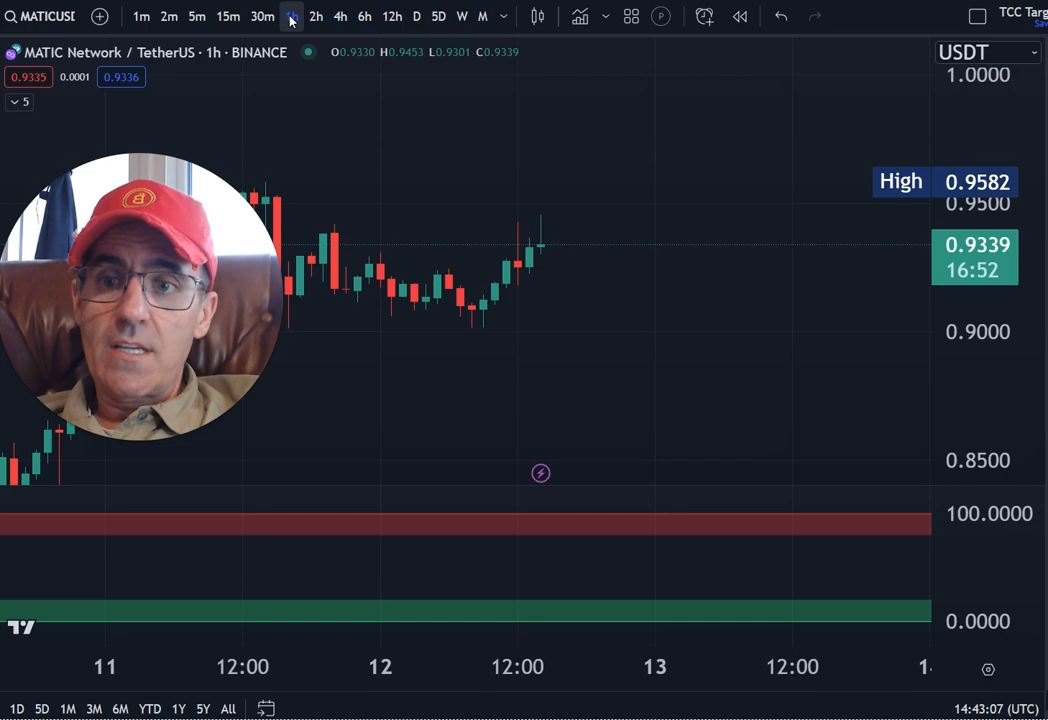 MATICUSI 1m 2m 5m 15m 30m 1h 2h 4h 6h 12h D 5D W M P TCC Targ
Sav
MATIC Network / TetherUS · 1h · BINANCE O0.9330 H0.9453 L0.9301 C0.9339 USDT
0.9335 0.0001 0.9336 1.0000
5
High 0.9582
0.9500
0.9339
16:52
0.9000
0.8500
100.0000
0.0000
11 12:00 12 12:00 13 12:00 1
1D 5D 1M 3M 6M YTD 1Y 5Y All 14:43:07 (UTC)